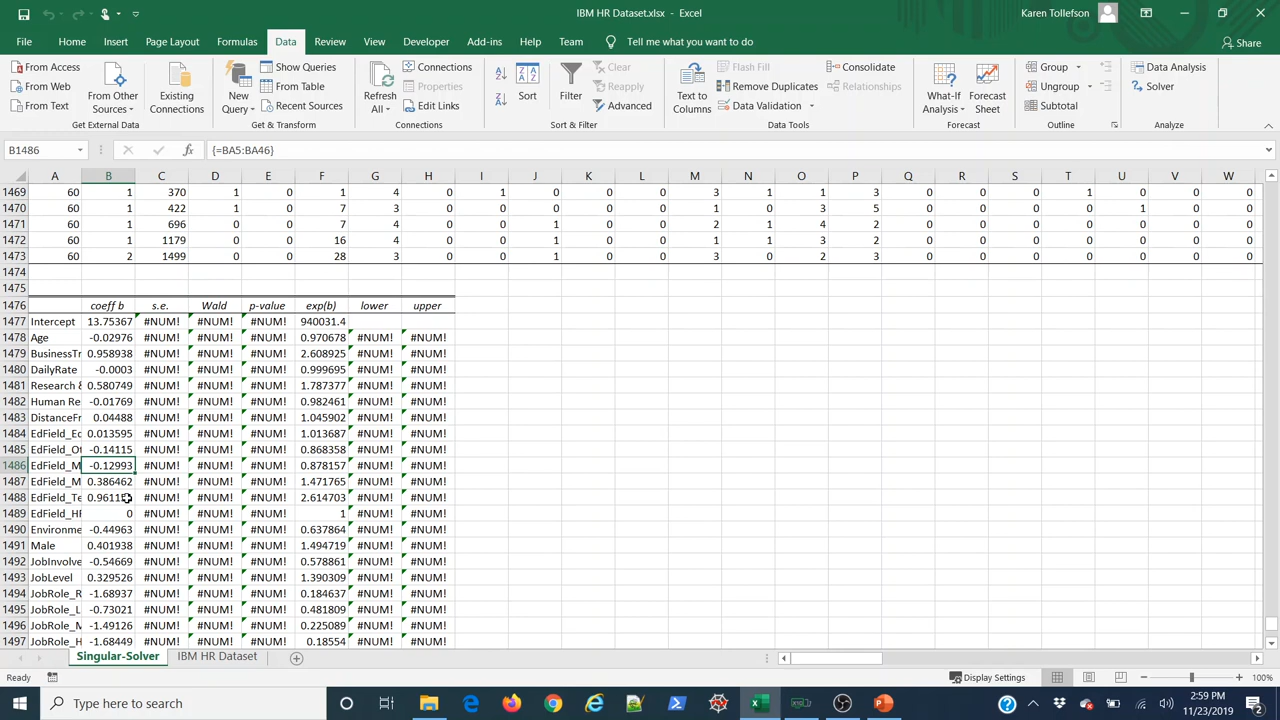 IBM HR Dataset.xlsx - Excel
Karen Tollefson
File Home Insert Page Layout Formulas Data Review View Developer Add-ins Help Team Tell me what you want to do Share
From Access From Web From Text From Other Sources Existing Connections Get External Data
New Query Show Queries From Table Recent Sources Get & Transform
Refresh All Connections Properties Edit Links Connections
Sort Filter Clear Reapply Advanced Sort & Filter
Text to Columns Flash Fill Remove Duplicates Data Validation Consolidate Relationships Data Tools
What-If Analysis Forecast Sheet Forecast
Group Ungroup Subtotal Outline
Data Analysis Solver Analyze
B1486 fx {=BA5:BA46}
A B C D E F G H I J K L M N O P Q R S T U V W
1469 60 1 370 1 0 1 4 0 1 0 0 0 3 1 1 3 0 0 0 1 0 0 0
1470 60 1 422 1 0 7 3 0 0 0 0 0 1 0 3 5 0 0 0 0 1 0 0
1471 60 1 696 0 0 7 4 0 0 1 0 0 2 1 4 2 0 0 0 0 0 0 0
1472 60 1 1179 0 0 16 4 0 0 1 0 0 1 1 3 2 0 0 0 0 0 0 0
1473 60 2 1499 0 0 28 3 0 0 1 0 0 3 0 2 3 0 0 0 0 0 0 0
1474
1475
1476 coeff b s.e. Wald p-value exp(b) lower upper
1477 Intercept 13.75367 #NUM! #NUM! #NUM! 940031.4
1478 Age -0.02976 #NUM! #NUM! #NUM! 0.970678 #NUM! #NUM!
1479 BusinessTr 0.958938 #NUM! #NUM! #NUM! 2.608925 #NUM! #NUM!
1480 DailyRate -0.0003 #NUM! #NUM! #NUM! 0.999695 #NUM! #NUM!
1481 Research & 0.580749 #NUM! #NUM! #NUM! 1.787377 #NUM! #NUM!
1482 Human Re -0.01769 #NUM! #NUM! #NUM! 0.982461 #NUM! #NUM!
1483 DistanceFr 0.04488 #NUM! #NUM! #NUM! 1.045902 #NUM! #NUM!
1484 EdField_Ec 0.013595 #NUM! #NUM! #NUM! 1.013687 #NUM! #NUM!
1485 EdField_Ot -0.14115 #NUM! #NUM! #NUM! 0.868358 #NUM! #NUM!
1486 EdField_M -0.12993 #NUM! #NUM! #NUM! 0.878157 #NUM! #NUM!
1487 EdField_M 0.386462 #NUM! #NUM! #NUM! 1.471765 #NUM! #NUM!
1488 EdField_Te #NUM! #NUM! #NUM! 2.614703 #NUM! #NUM!
1489 EdField_HF 0 #NUM! #NUM! #NUM! 1 #NUM! #NUM!
1490 Environme -0.44963 #NUM! #NUM! #NUM! 0.637864 #NUM! #NUM!
1491 Male 0.401938 #NUM! #NUM! #NUM! 1.494719 #NUM! #NUM!
1492 JobInvolve -0.54669 #NUM! #NUM! #NUM! 0.578861 #NUM! #NUM!
1493 JobLevel 0.329526 #NUM! #NUM! #NUM! 1.390309 #NUM! #NUM!
1494 JobRole_R -1.68937 #NUM! #NUM! #NUM! 0.184637 #NUM! #NUM!
1495 JobRole_L -0.73021 #NUM! #NUM! #NUM! 0.481809 #NUM! #NUM!
1496 JobRole_M -1.49126 #NUM! #NUM! #NUM! 0.225089 #NUM! #NUM!
1497 JobRole_H -1.68449 #NUM! #NUM! #NUM! 0.18554 #NUM! #NUM!
Singular-Solver IBM HR Dataset
Ready Display Settings 100%
Type here to search
2:59 PM
11/23/2019